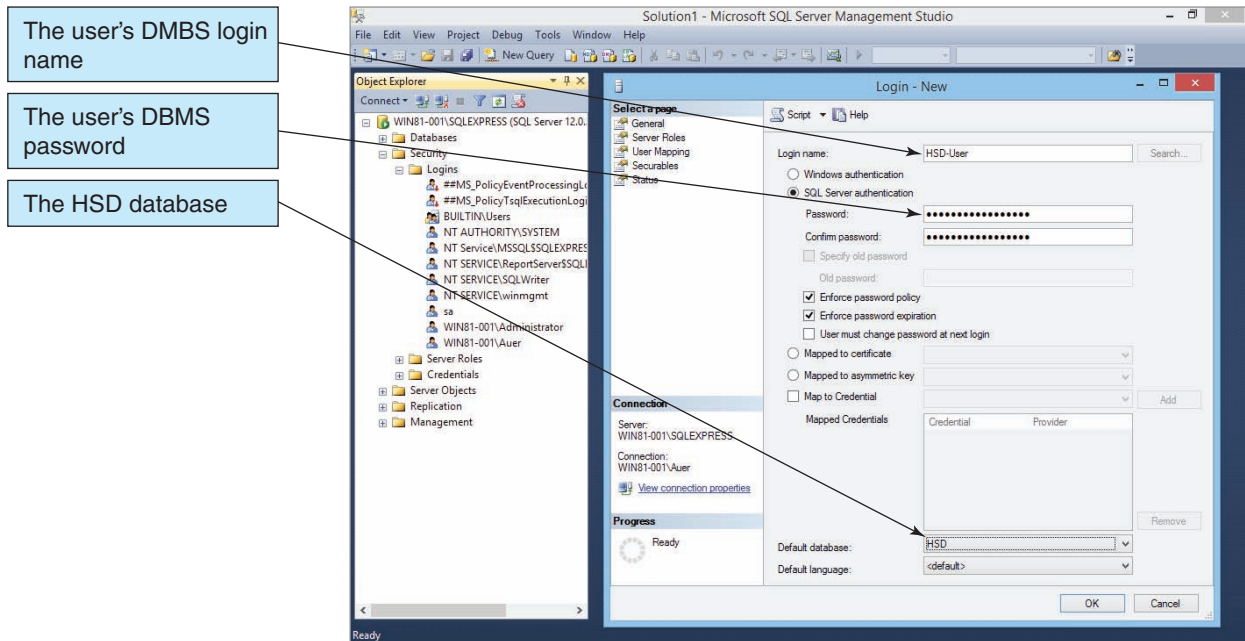 The user's DMBS login
name
The user's DBMS
password
The HSD database
Solution1 - Microsoft SQL Server Management Studio
File Edit View Project Debug Tools Window Help
New Query
Object Explorer
Connect
WIN81-001\SQLEXPRESS (SQL Server 12.0.
Databases
Security
Logins
##MS_PolicyEventProcessingLo
##MS_PolicyTsqlExecutionLogi
BUILTIN\Users
NT AUTHORITY\SYSTEM
NT Service\MSSQL$SQLEXPRES
NT SERVICE\ReportServer$SQLE
NT SERVICE\SQLWriter
NT SERVICE\winmgmt
sa
WIN81-001\Administrator
WIN81-001\Auer
Server Roles
Credentials
Server Objects
Replication
Management
Ready
Login - New
Select a page
General
Server Roles
User Mapping
Securables
Status
Connection
Server:
WIN81-001\SQLEXPRESS
Connection:
WIN81-001\Auer
View connection properties
Progress
Ready
Script Help
Login name: HSD-User Search...
Windows authentication
SQL Server authentication
Password: •••••••••••••••••
Confirm password: •••••••••••••••••
Specify old password
Old password:
Enforce password policy
Enforce password expiration
User must change password at next login
Mapped to certificate
Mapped to asymmetric key
Map to Credential Add
Mapped Credentials Credential Provider
Remove
Default database: HSD
Default language: <default>
OK Cancel